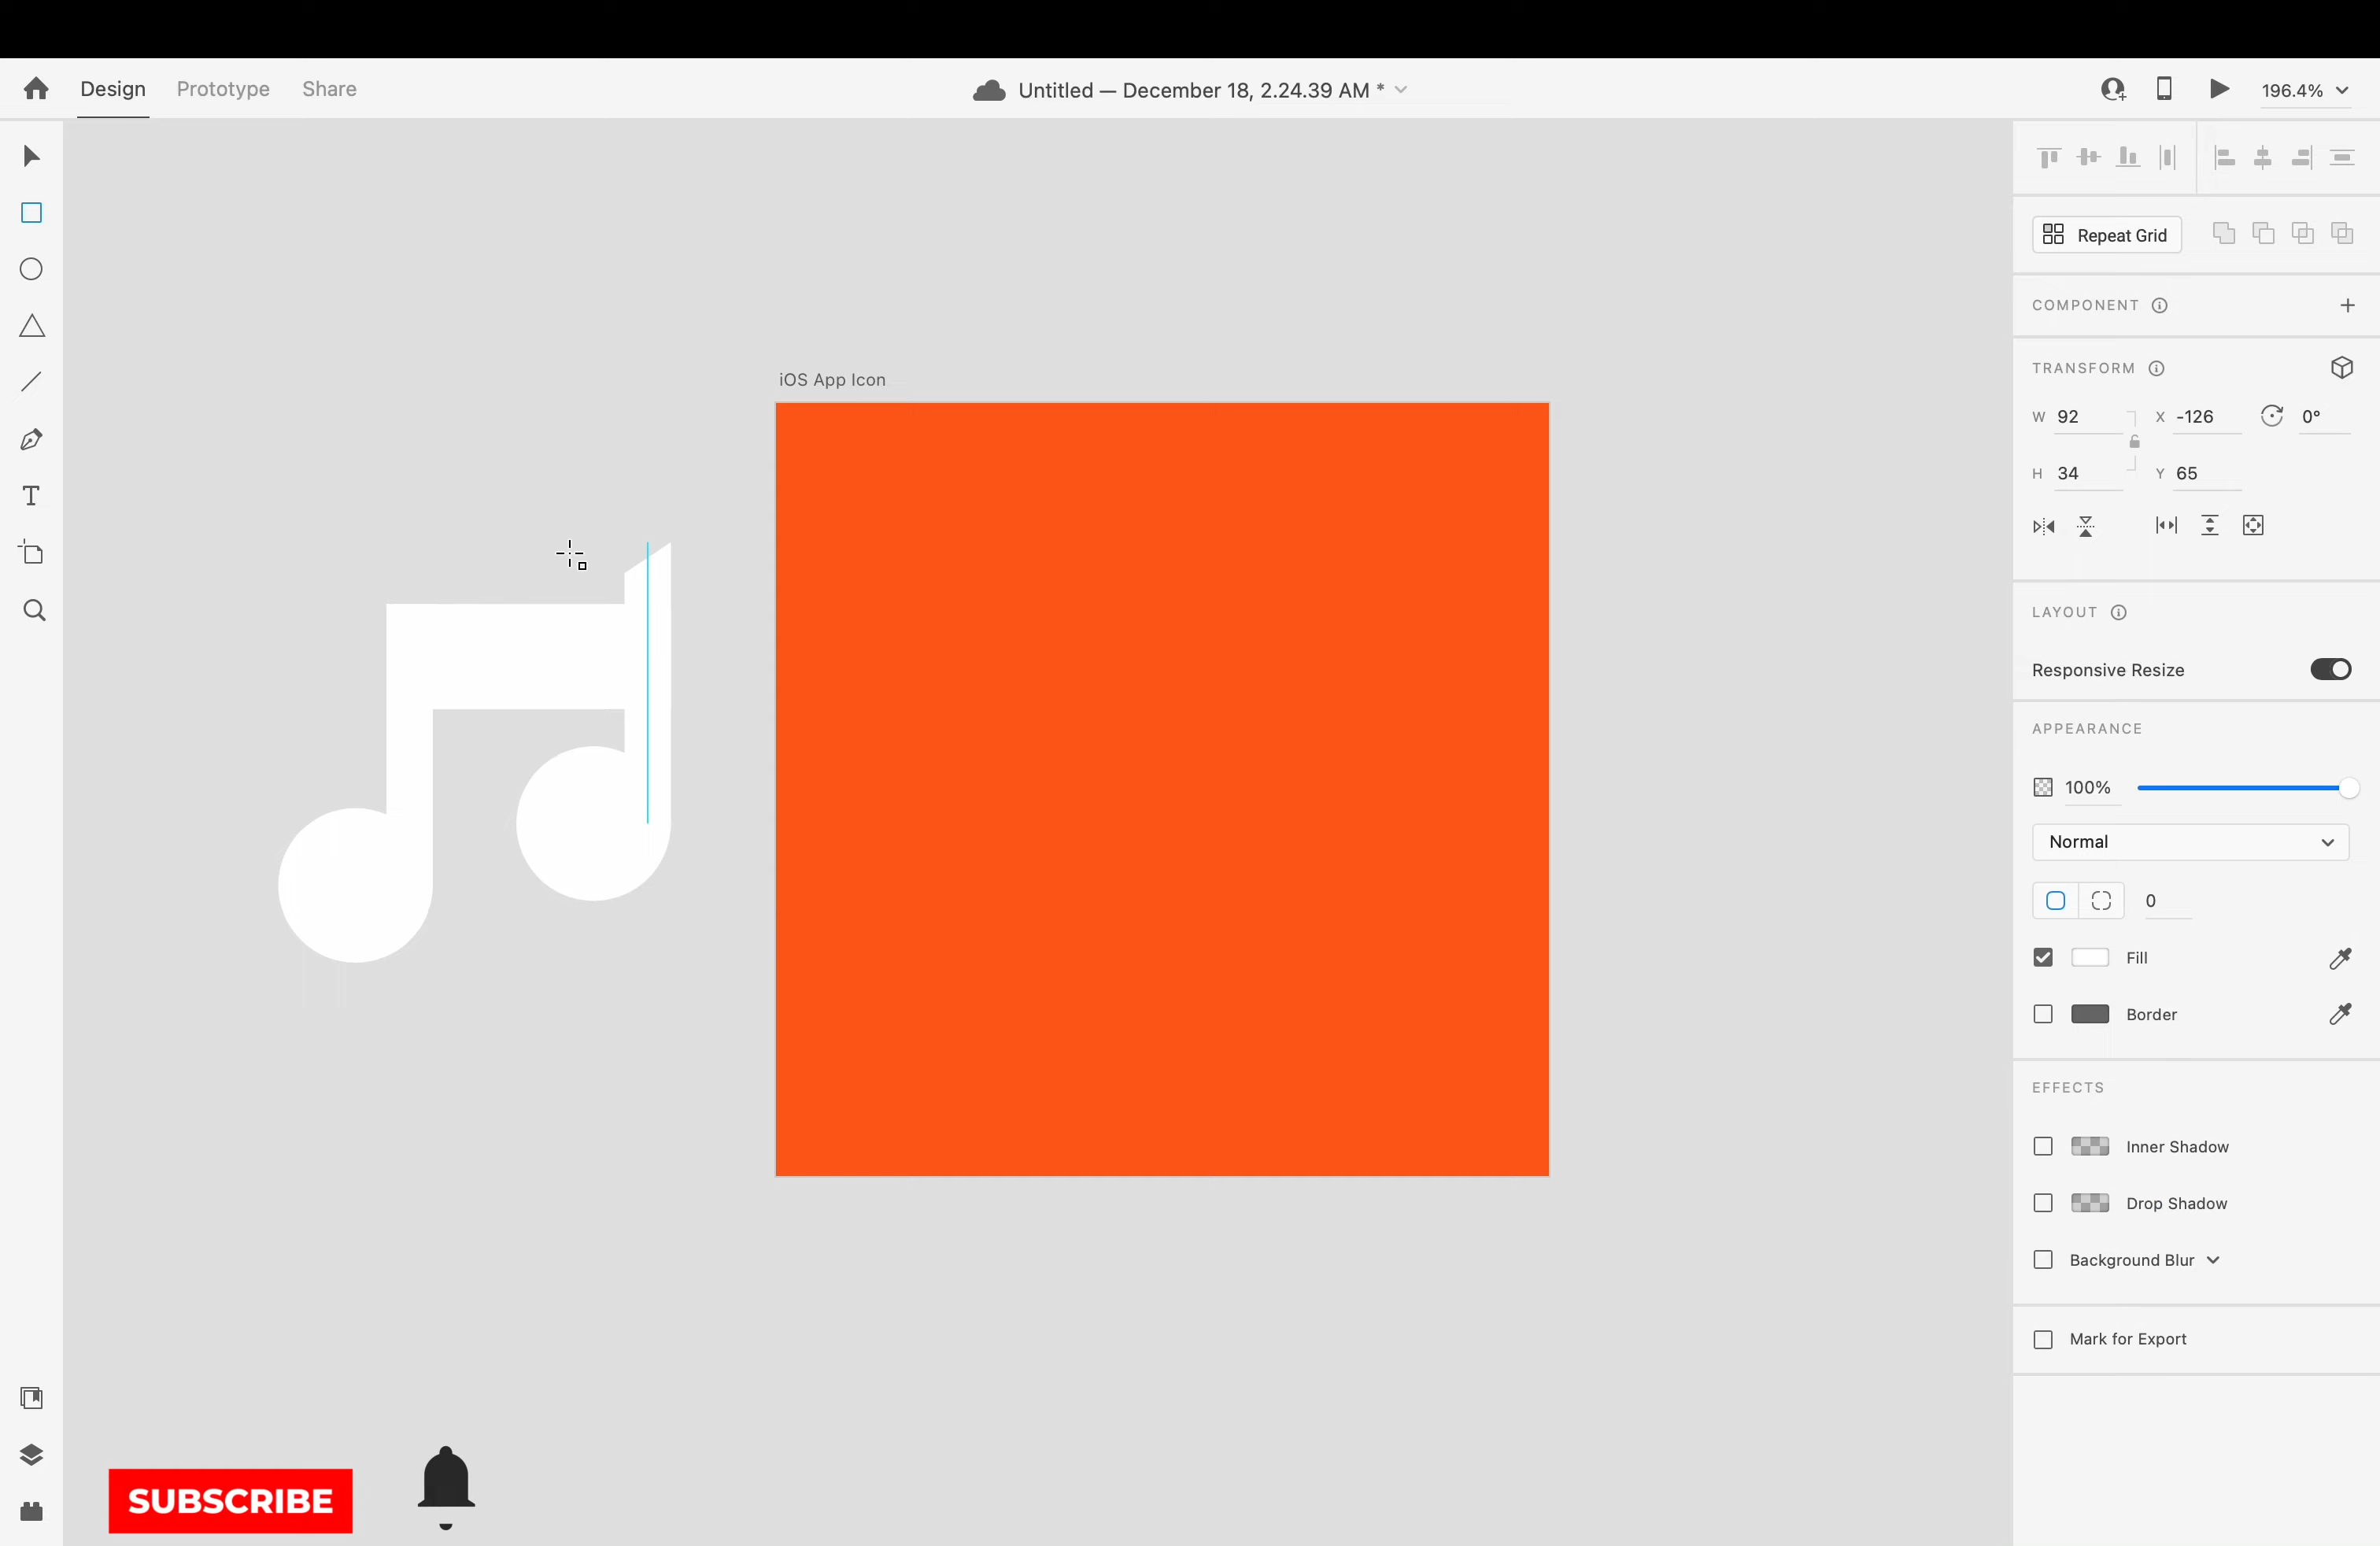 Design Prototype Share Untitled — December 18, 2.24.39 AM * 196.4%
Repeat Grid
COMPONENT
TRANSFORM
W 92 X -126 0°
H 34 Y 65
iOS App Icon
LAYOUT
Responsive Resize
APPEARANCE
100%
Normal
0
Fill
Border
EFFECTS
Inner Shadow
Drop Shadow
Background Blur
Mark for Export
SUBSCRIBE